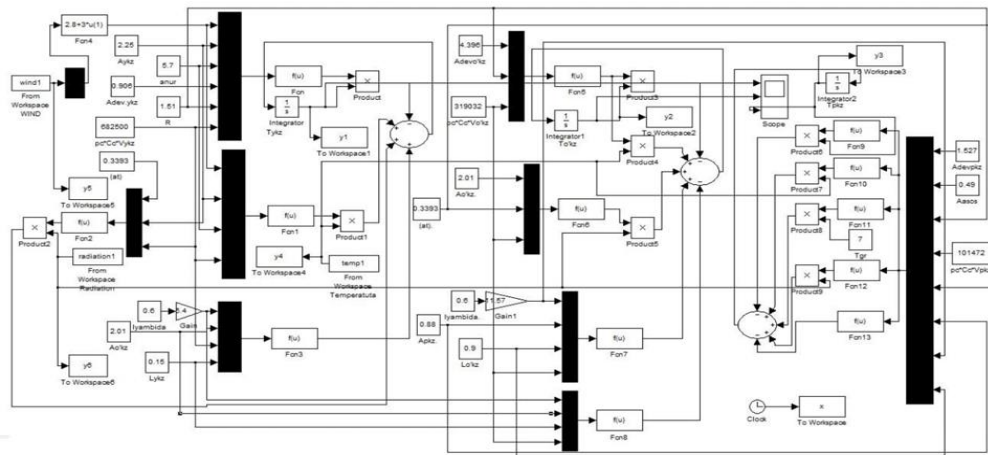 2.8+3*u(1)
Fcn4
2.25
Aykz
5.7
anur
0.906
Adev.ykz
1.51
R
682500
pc*Cc*Vykz
0.3393
(at)
wind1
From
Workspace
WIND
y5
To Workspace5
f(u)
Fcn2
Product2
radiation1
From
Workspace
Radiation
0.6
lyambida
5.4
Gain
2.01
Ao'kz
0.15
Lykz
y6
To Workspace6
f(u)
Fcn
Product
1
s
Integrator
Tykz
y1
To Workspace1
f(u)
Fcn1
Product1
y4
To Workspace4
temp1
From
Workspace
Temperatuta
f(u)
Fcn3
4.396
Adevo'kz
319032
pc*Cc*Vo'kz
f(u)
Fcn5
Product3
1
s
Integrator1
To'kz
y2
To Workspace2
Product4
2.01
Ao'kz.
0.3393
(at).
f(u)
Fcn6
Product5
0.6
lyambida.
Gain1
0.88
Apkz.
0.9
Lo'kz
f(u)
Fcn7
f(u)
Fcn8
Scope
y3
To Workspace3
1
s
Integrator2
Tpkz
f(u)
Fcn9
Product6
f(u)
Fcn10
Product7
f(u)
Fcn11
Product8
7
Tgr
f(u)
Fcn12
Product9
f(u)
Fcn13
Clock
x
To Workspace
1.527
Adevpkz
0.49
Aasos
101472
pc*Cc*Vpk